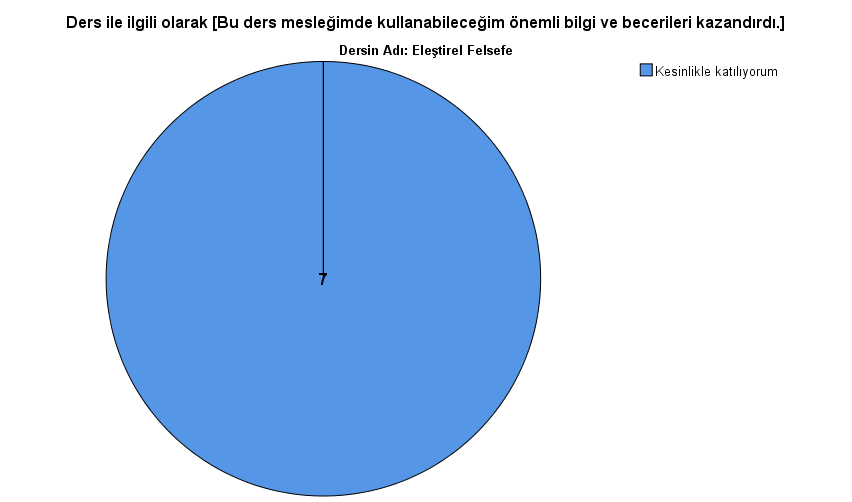 Ders ile ilgili olarak [Bu ders mesleğimde kullanabileceğim önemli bilgi ve becerileri kazandırdı.]
Dersin Adı: Eleştirel Felsefe
Kesinlikle katılıyorum
7